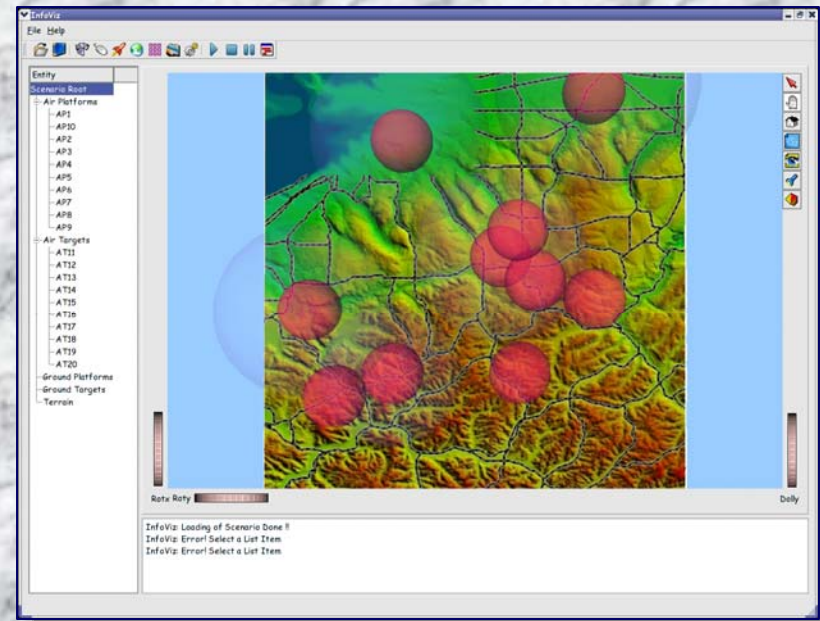 InfoViz
File Help
Entity
Scenario Root
Air Platforms
AP1
AP10
AP2
AP3
AP4
AP5
AP6
AP7
AP8
AP9
Air Targets
AT11
AT12
AT13
AT14
AT15
AT16
AT17
AT18
AT19
AT20
Ground Platforms
Ground Targets
Terrain
Rotx Roty
Dolly
InfoViz: Loading of Scenario Done !!
InfoViz: Error! Select a List Item
InfoViz: Error! Select a List Item